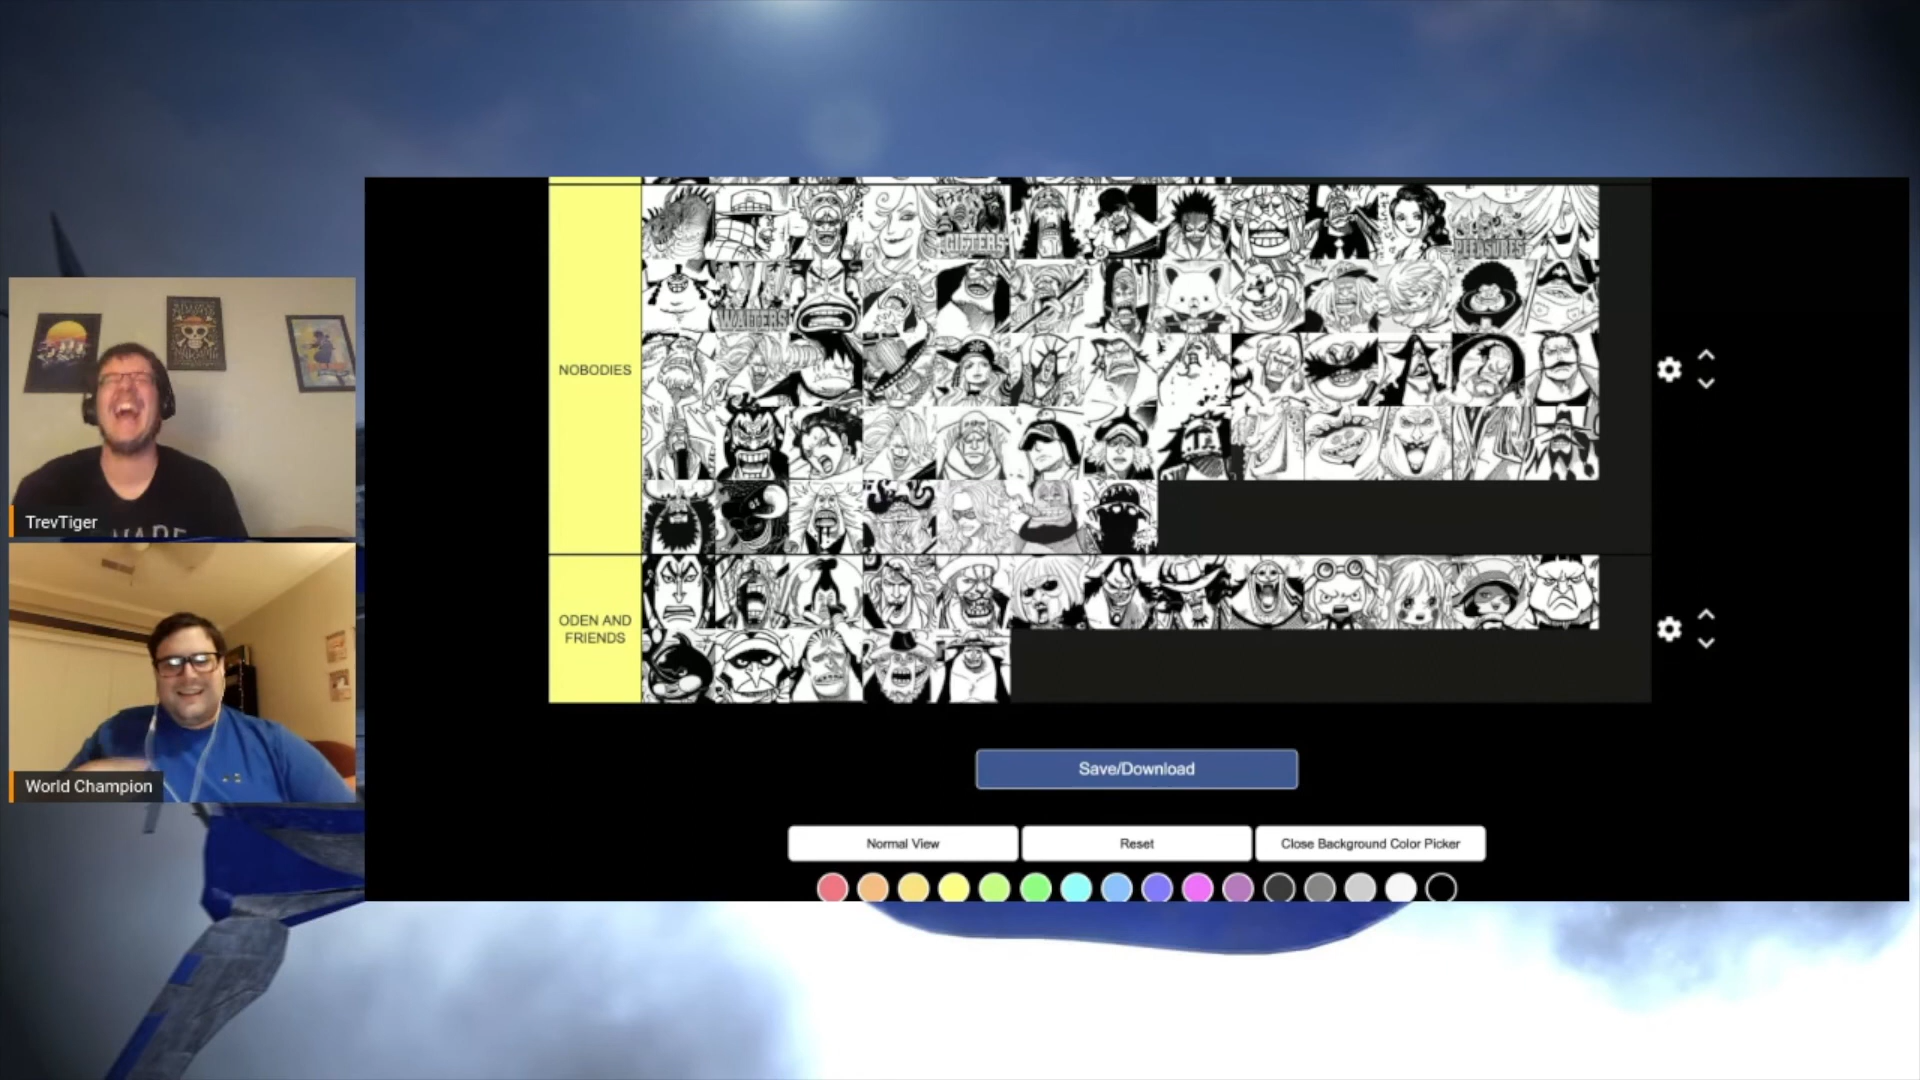 GIFTERS
PLEASURES
WAITERS
NOBODIES
TrevTiger
ODEN AND
FRIENDS
World Champion
Save/Download
Normal View
Reset
Close Background Color Picker